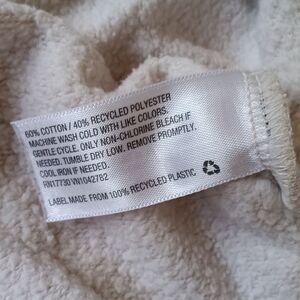 60% COTTON / 40% RECYCLED POLYESTER
MACHINE WASH COLD WITH LIKE COLORS.
GENTLE CYCLE. ONLY NON-CHLORINE BLEACH IF
NEEDED. TUMBLE DRY LOW. REMOVE PROMPTLY.
COOL IRON IF NEEDED.
RN17730 VN1042782
LABEL MADE FROM 100% RECYCLED PLASTIC